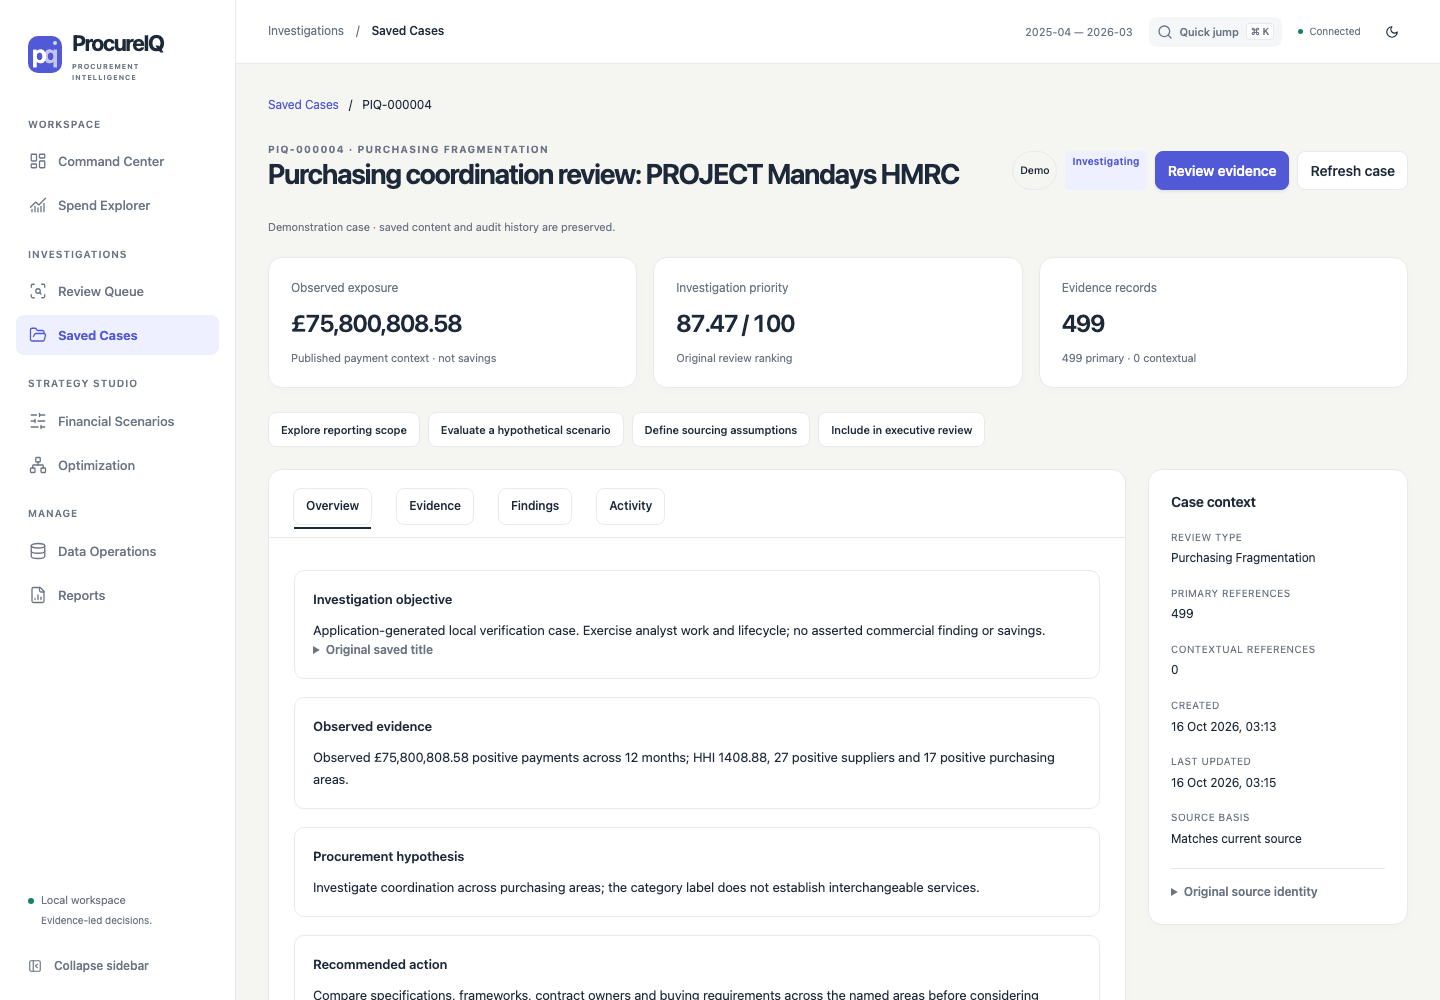 pq
ProcureIQ
PROCUREMENT
INTELLIGENCE
WORKSPACE
Command Center
Spend Explorer
INVESTIGATIONS
Review Queue
Saved Cases
STRATEGY STUDIO
Financial Scenarios
Optimization
MANAGE
Data Operations
Reports
Local workspace
Evidence-led decisions.
Collapse sidebar
Investigations / Saved Cases
2025-04 — 2026-03
Quick jump ⌘ K
Connected
Saved Cases / PIQ-000004
PIQ-000004 · PURCHASING FRAGMENTATION
Purchasing coordination review: PROJECT Mandays HMRC
Demo
Investigating
Review evidence
Refresh case
Demonstration case · saved content and audit history are preserved.
Observed exposure
£75,800,808.58
Published payment context · not savings
Investigation priority
87.47 / 100
Original review ranking
Evidence records
499
499 primary · 0 contextual
Explore reporting scope
Evaluate a hypothetical scenario
Define sourcing assumptions
Include in executive review
Overview
Evidence
Findings
Activity
Investigation objective
Application-generated local verification case. Exercise analyst work and lifecycle; no asserted commercial finding or savings.
Original saved title
Observed evidence
Observed £75,800,808.58 positive payments across 12 months; HHI 1408.88, 27 positive suppliers and 17 positive purchasing
areas.
Procurement hypothesis
Investigate coordination across purchasing areas; the category label does not establish interchangeable services.
Recommended action
Compare specifications, frameworks, contract owners and buying requirements across the named areas before considering
Case context
REVIEW TYPE
Purchasing Fragmentation
PRIMARY REFERENCES
499
CONTEXTUAL REFERENCES
0
CREATED
16 Oct 2026, 03:13
LAST UPDATED
16 Oct 2026, 03:15
SOURCE BASIS
Matches current source
Original source identity